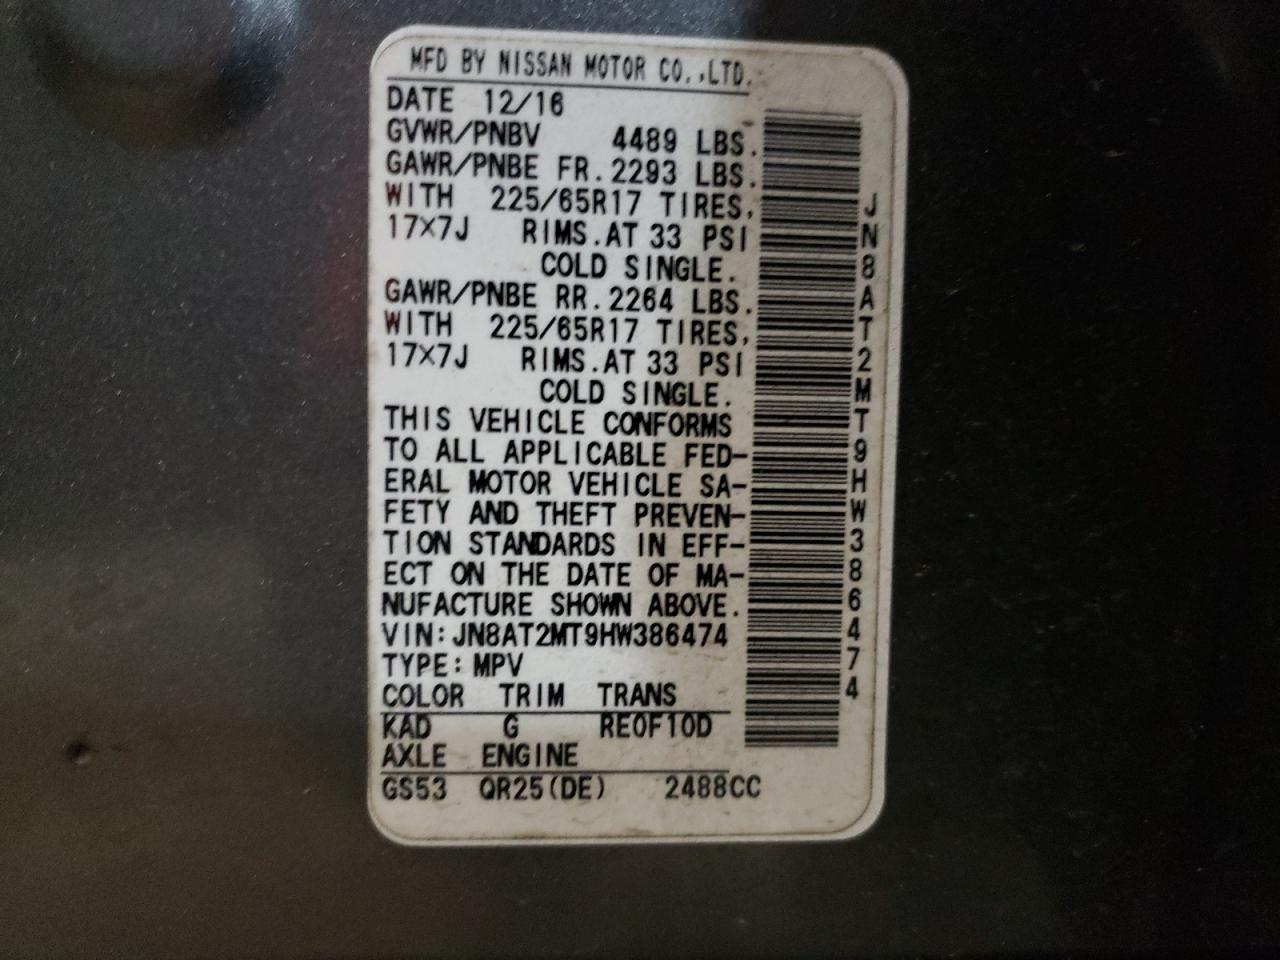 MFD BY NISSAN MOTOR CO.,LTD.
DATE 12/16
GVWR/PNBV 4489 LBS.
GAWR/PNBE FR.2293 LBS.
WITH 225/65R17 TIRES,
17×7J RIMS.AT 33 PSI
COLD SINGLE.
GAWR/PNBE RR.2264 LBS.
WITH 225/65R17 TIRES,
17×7J RIMS.AT 33 PSI
COLD SINGLE.
THIS VEHICLE CONFORMS
TO ALL APPLICABLE FED-
ERAL MOTOR VEHICLE SA-
FETY AND THEFT PREVEN-
TION STANDARDS IN EFF-
ECT ON THE DATE OF MA-
NUFACTURE SHOWN ABOVE.
VIN:JN8AT2MT9HW386474
TYPE:MPV
COLOR TRIM TRANS
KAD G RE0F10D
AXLE ENGINE
GS53 QR25(DE) 2488CC
JN8AT2MT9HW386474